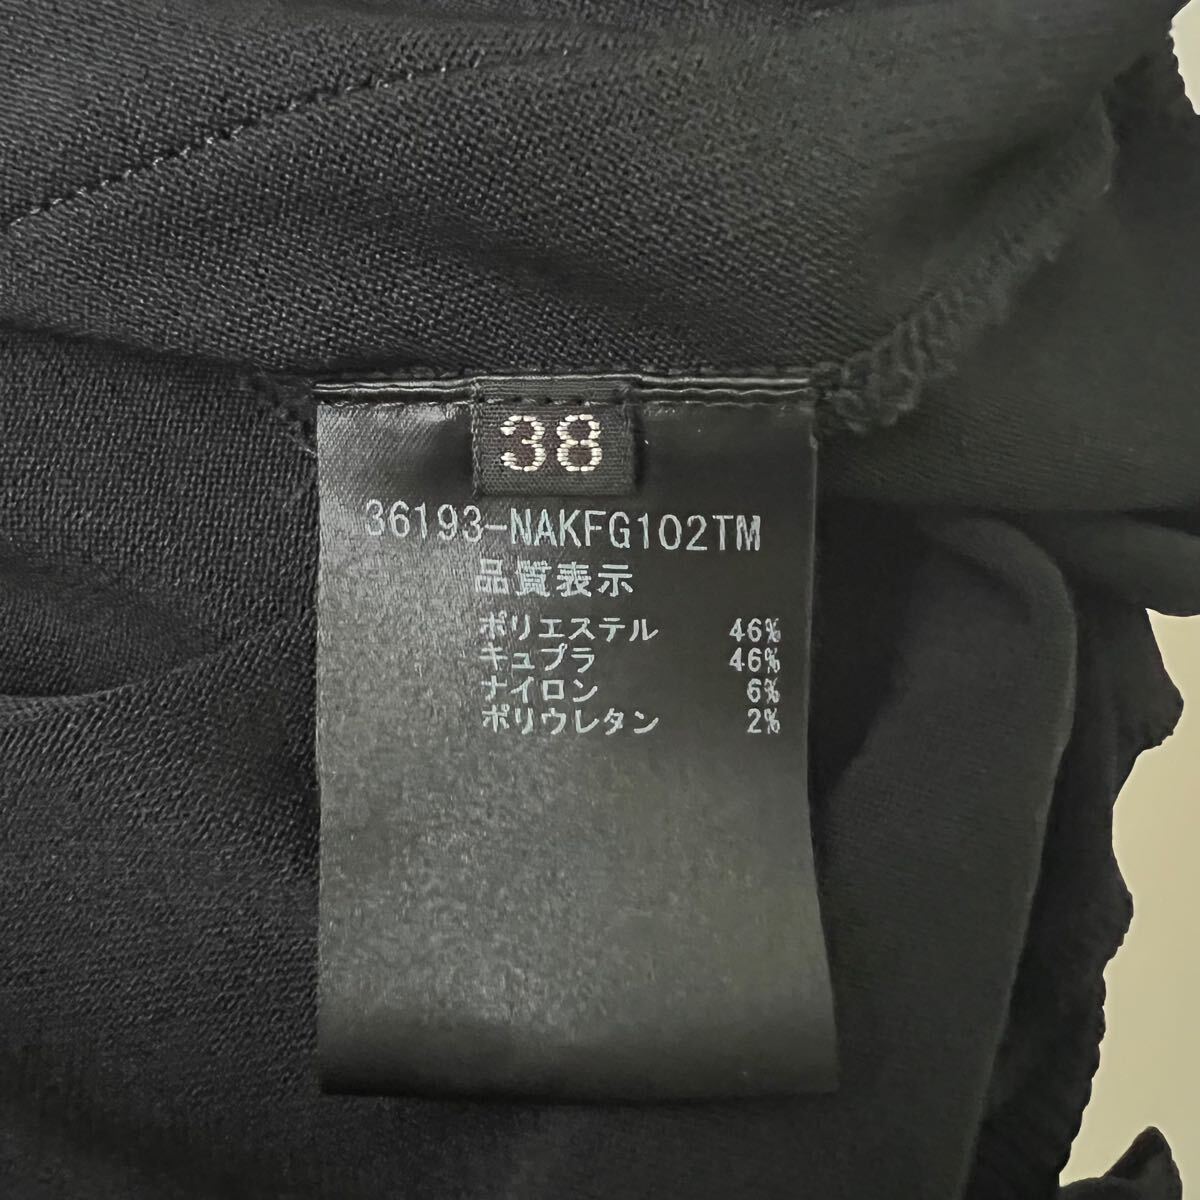 38
36193-NAKFG102TM
品質表示
ポリエステル 46%
キュプラ 46%
ナイロン 6%
ポリウレタン 2%